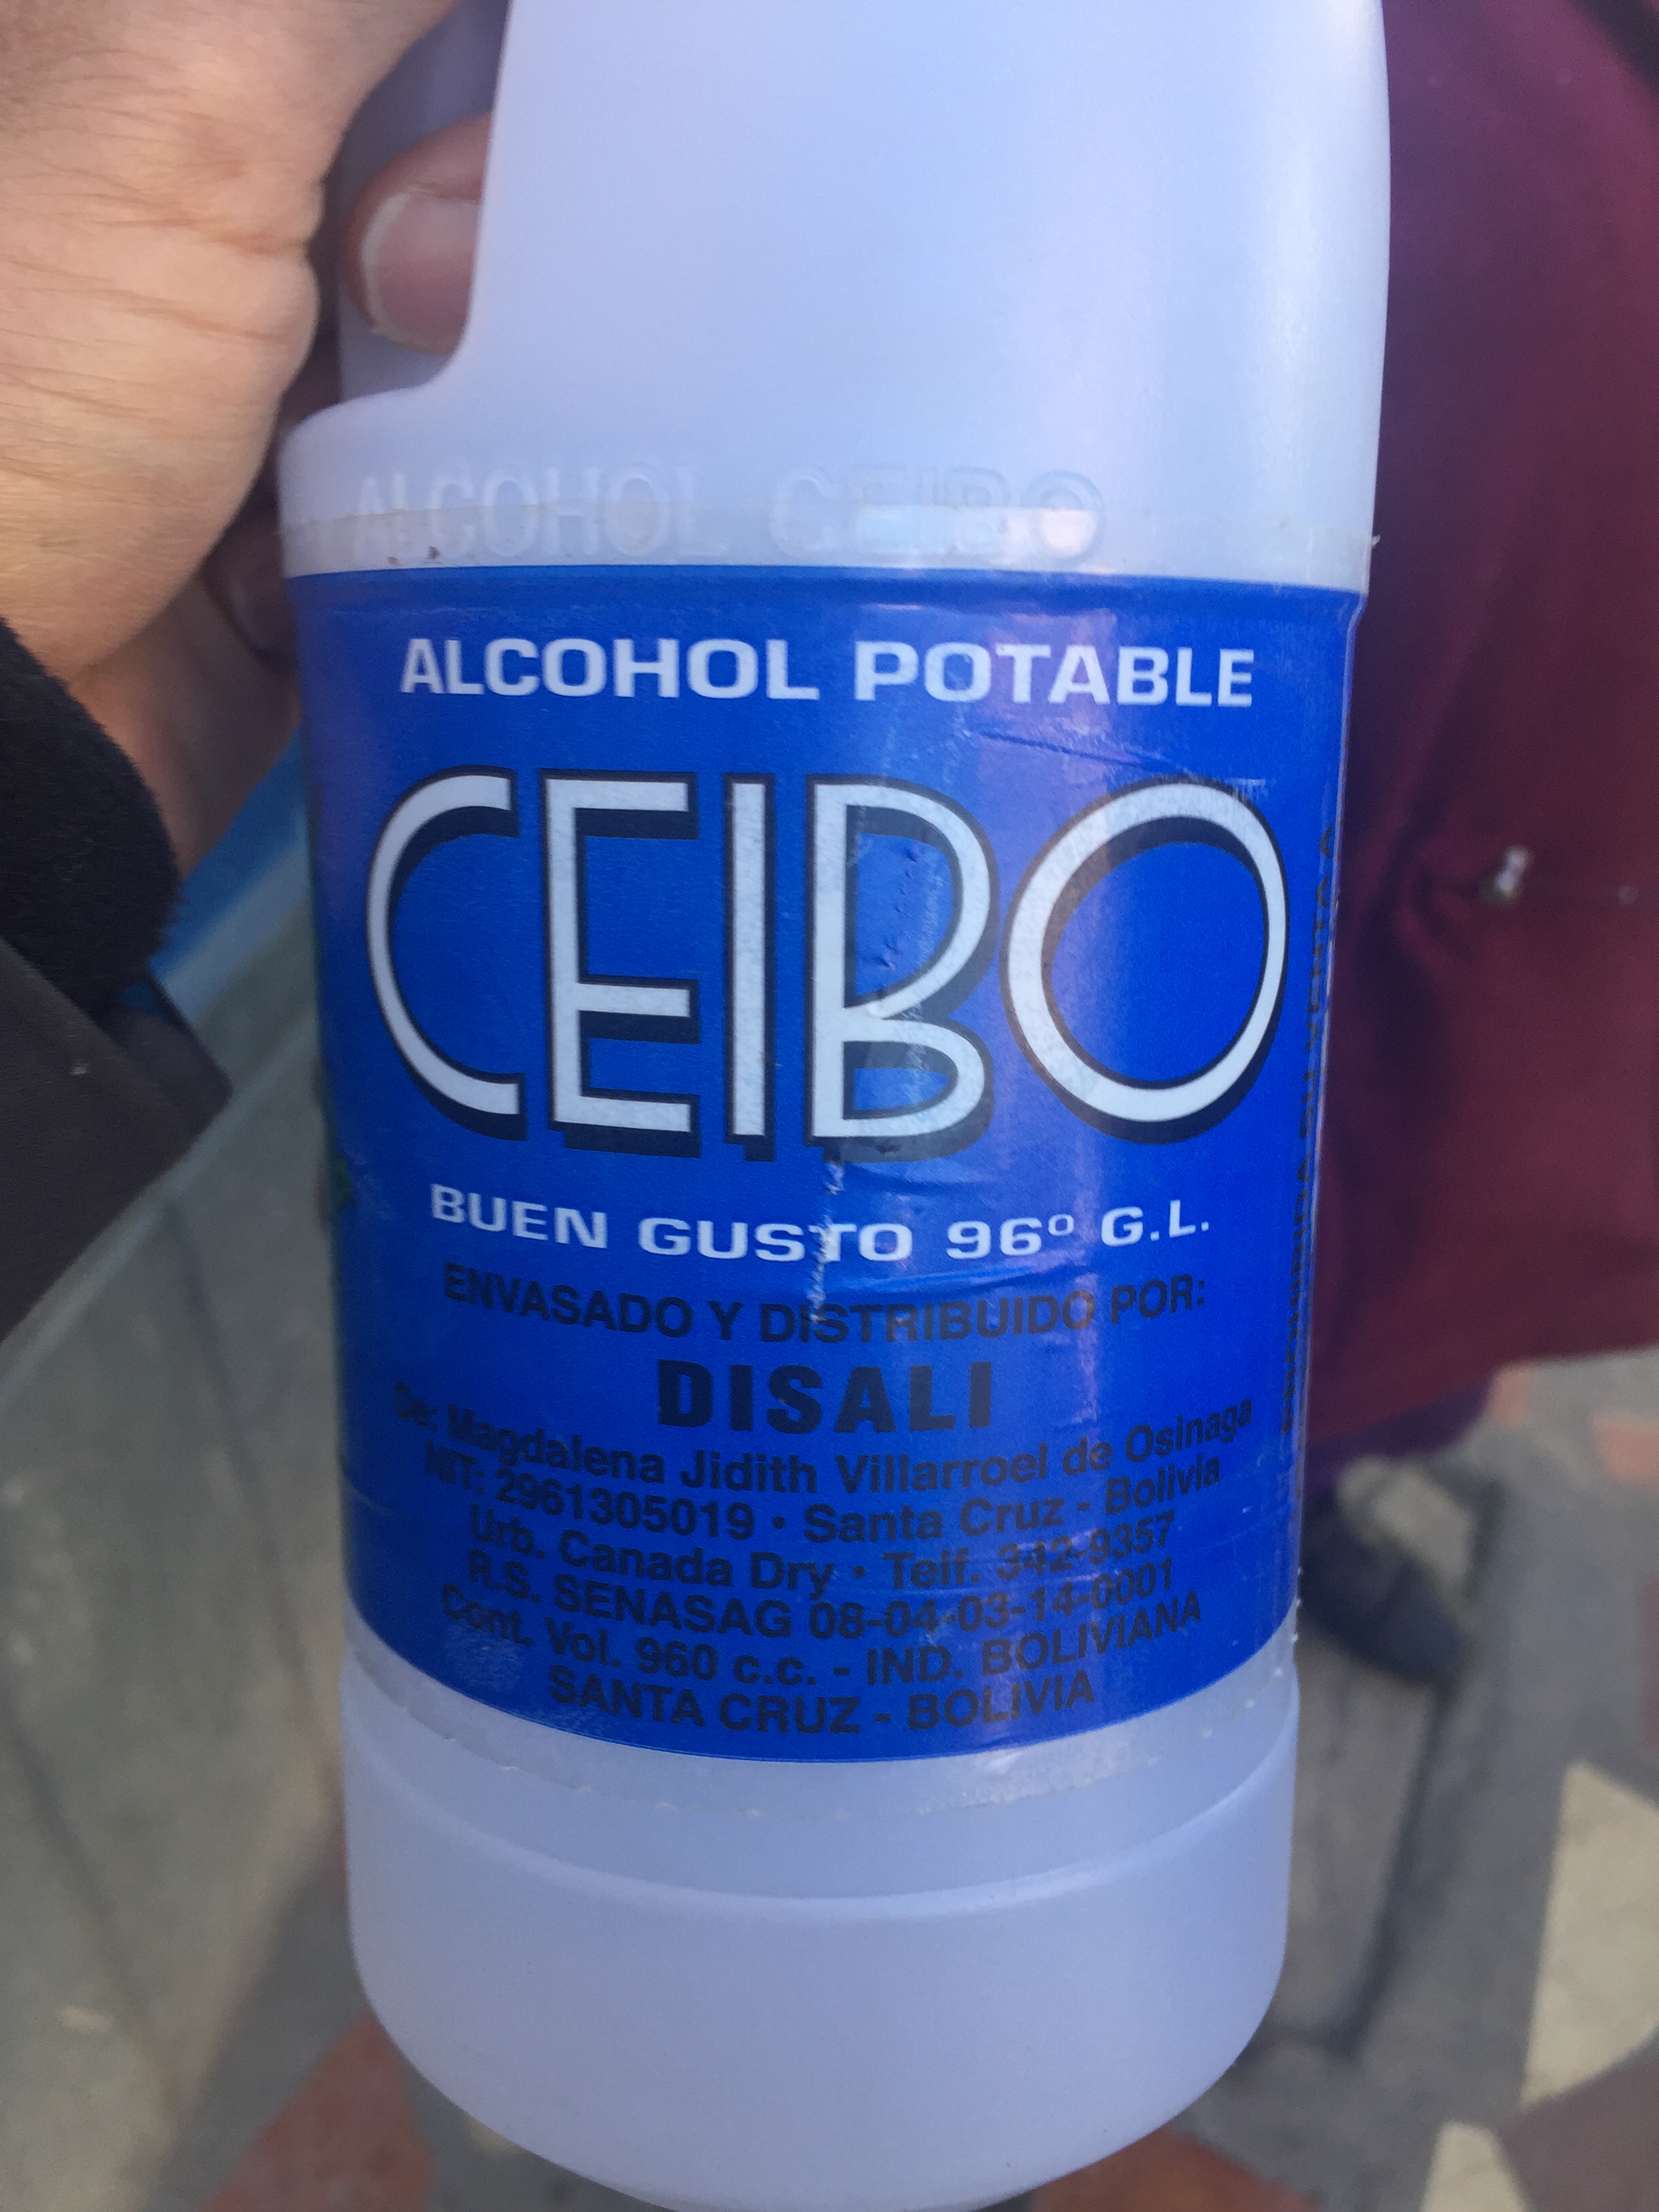 ALCOHOL CEIBO
ALCOHOL POTABLE
CEIBO
BUEN GUSTO 96º G.L.
ENVASADO Y DISTRIBUIDO POR:
DISALI
De: Magdalena Jidith Villarroel de Osinaga
NIT: 2961305019 • Santa Cruz - Bolivia
Urb. Canada Dry • Telf. 342-9357
R.S. SENASAG 08-04-03-14-0001
Cont. Vol. 960 c.c. - IND. BOLIVIANA
SANTA CRUZ - BOLIVIA